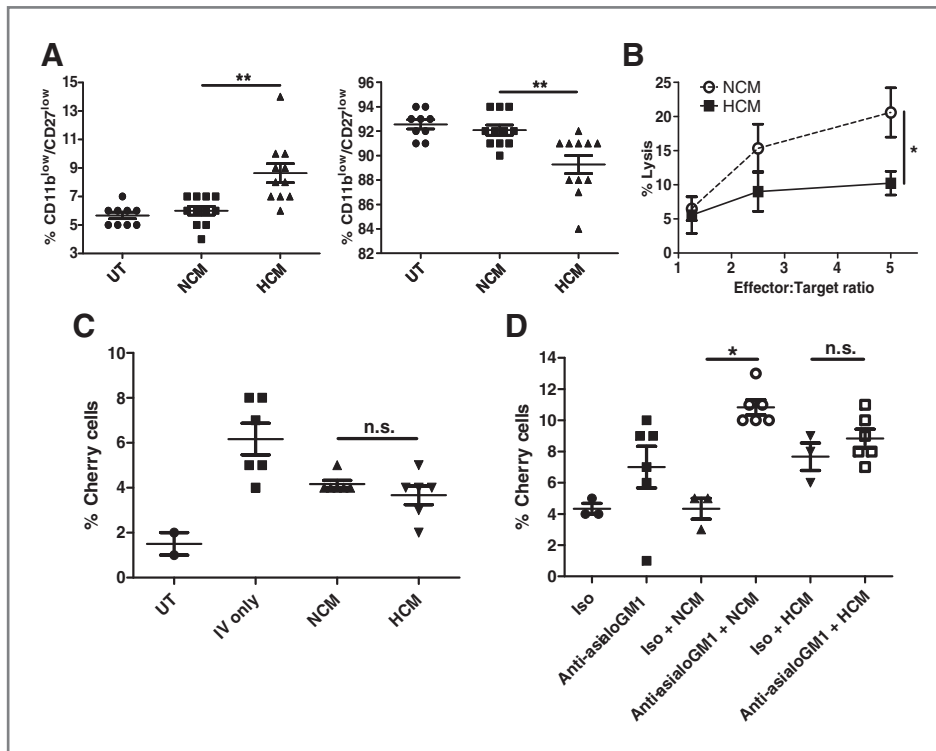 A
% CD11b^low/CD27^low
15
13
11
9
7
5
3
**
UT
NCM
HCM
% CD11b^low/CD27^low
96
94
92
90
88
86
84
82
**
UT
NCM
HCM
B
% Lysis
25
20
15
10
5
0
NCM
HCM
*
1
2
3
4
5
Effector:Target ratio
C
% Cherry cells
10
8
6
4
2
0
n.s.
UT
IV only
NCM
HCM
D
% Cherry cells
14
12
10
8
6
4
2
0
*
n.s.
Iso
Anti-asialoGM1
Iso + NCM
Anti-asialoGM1 + NCM
Iso + HCM
Anti-asialoGM1 + HCM